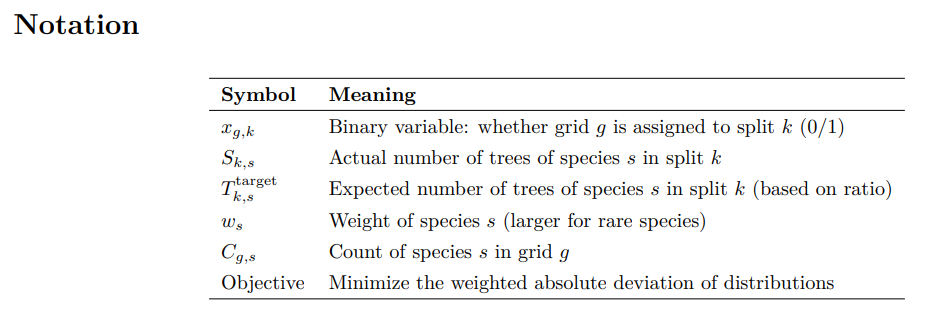 Notation
Symbol Meaning
x_{g,k} Binary variable: whether grid g is assigned to split k (0/1)
S_{k,s} Actual number of trees of species s in split k
T_{k,s}^{target} Expected number of trees of species s in split k (based on ratio)
w_s Weight of species s (larger for rare species)
C_{g,s} Count of species s in grid g
Objective Minimize the weighted absolute deviation of distributions